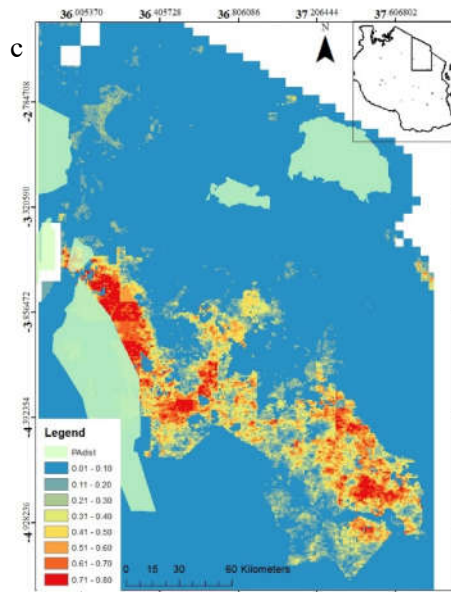 36.005370 36.405728 36.806086 37.206444 37.606802
c
N
-2.784708
-3.320590
-3.856472
-4.392354
-4.928236
Legend
PAdist
0.01 - 0.10
0.11 - 0.20
0.21 - 0.30
0.31 - 0.40
0.41 - 0.50
0.51 - 0.60
0.61 - 0.70
0.71 - 0.80
0 15 30 60 Kilometers